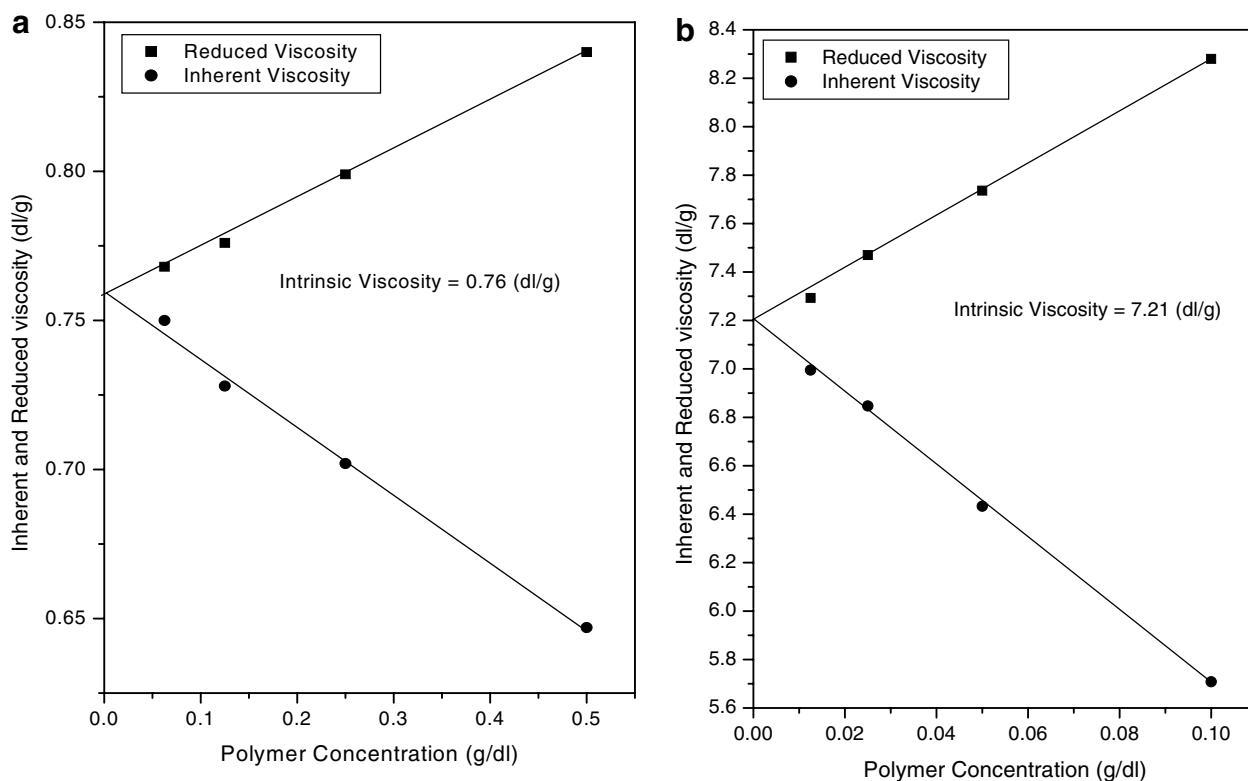 a
Reduced Viscosity
Inherent Viscosity
Intrinsic Viscosity = 0.76 (dl/g)
Inherent and Reduced viscosity (dl/g)
0.85
0.80
0.75
0.70
0.65
0.0 0.1 0.2 0.3 0.4 0.5
Polymer Concentration (g/dl)
b
Reduced Viscosity
Inherent Viscosity
Intrinsic Viscosity = 7.21 (dl/g)
Inherent and Reduced viscosity (dl/g)
8.4
8.2
8.0
7.8
7.6
7.4
7.2
7.0
6.8
6.6
6.4
6.2
6.0
5.8
5.6
0.00 0.02 0.04 0.06 0.08 0.10
Polymer Concentration (g/dl)